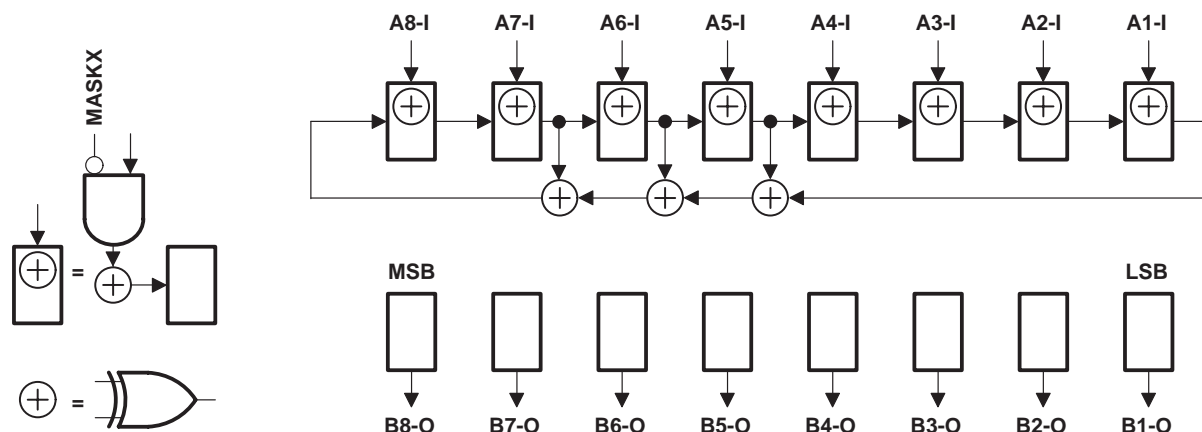 A8-I A7-I A6-I A5-I A4-I A3-I A2-I A1-I
MASKX
=
MSB LSB
=
B8-O B7-O B6-O B5-O B4-O B3-O B2-O B1-O